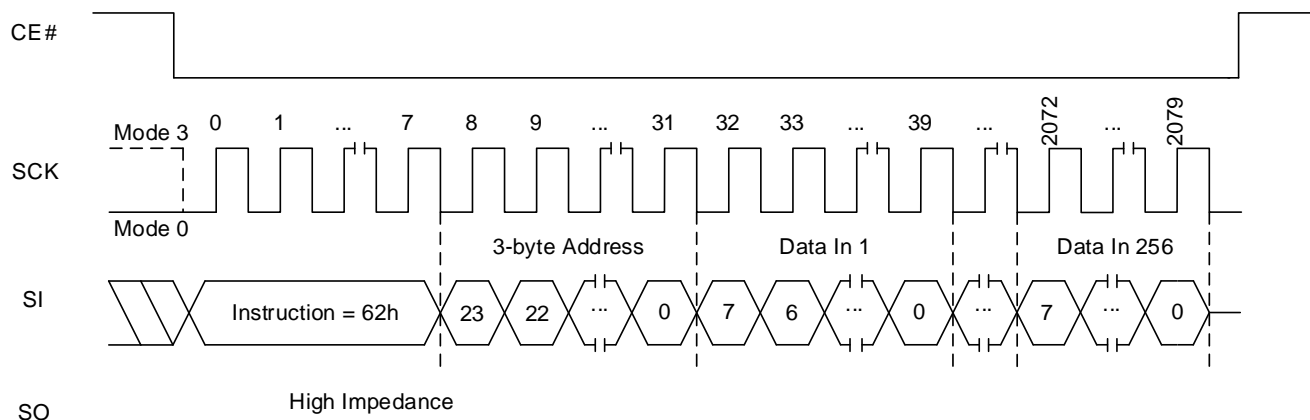 CE#
0 1 ... 7 8 9 ... 31 32 33 ... 39 ... 2072 ... 2079
Mode 3
SCK
Mode 0
3-byte Address Data In 1 Data In 256
SI Instruction = 62h 23 22 ... 0 7 6 ... 0 ... 7 ... 0
High Impedance
SO